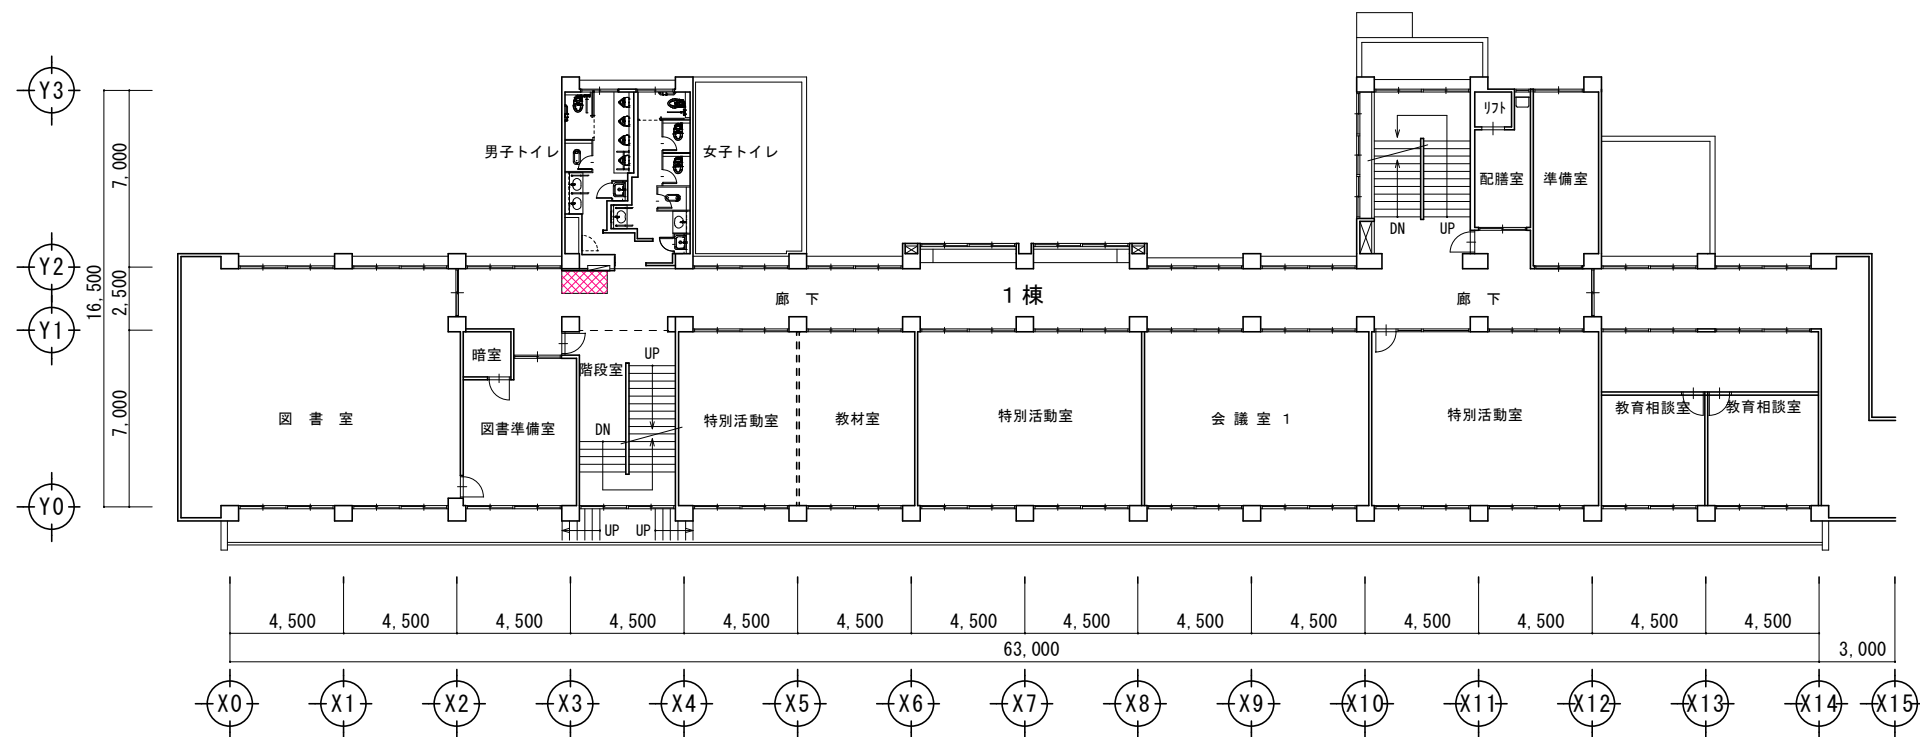 Y3
7,000
男子トイレ
女子トイレ
リフト
配膳室
準備室
DN
UP
Y2
16,500
2,500
廊 下
1棟
廊 下
Y1
暗室
階段室
UP
7,000
図 書 室
図書準備室
DN
特別活動室
教材室
特別活動室
会 議 室 1
特別活動室
教育相談室
教育相談室
Y0
UP
UP
4,500
4,500
4,500
4,500
4,500
4,500
4,500
4,500
4,500
4,500
4,500
4,500
4,500
4,500
63,000
3,000
X0
X1
X2
X3
X4
X5
X6
X7
X8
X9
X10
X11
X12
X13
X14
X15